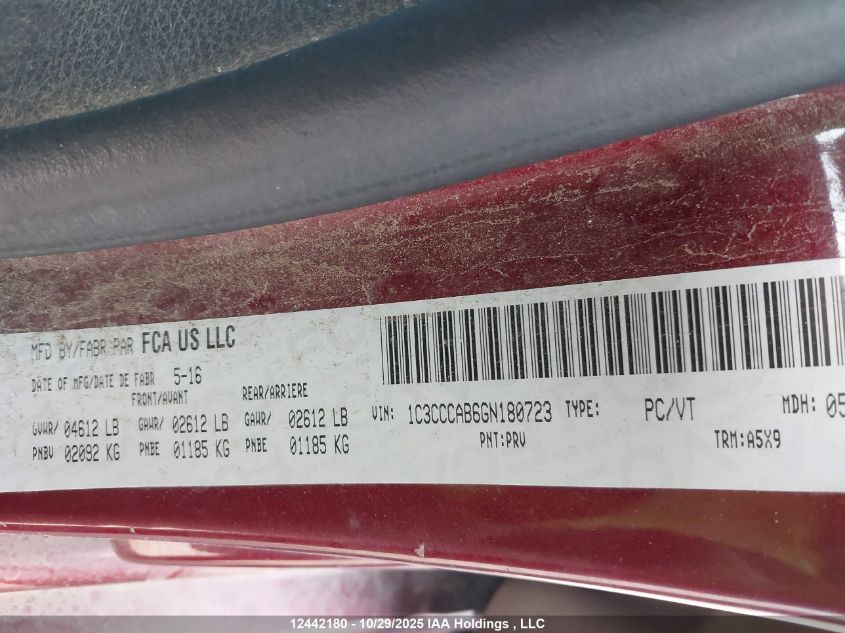 MFD BY/FABR PAR FCA US LLC
DATE OF MFG/DATE DE FABR 5-16
FRONT/AVANT REAR/ARRIERE
GVWR/ 04612 LB GAWR/ 02612 LB GAWR/ 02612 LB
PNBV 02092 KG PNBE 01185 KG PNBE 01185 KG
VIN: 1C3CCCAB6GN180723 TYPE: PC/VT MDH: 05
PNT:PRV TRM:A5X9
12442180 - 10/29/2025 IAA Holdings , LLC